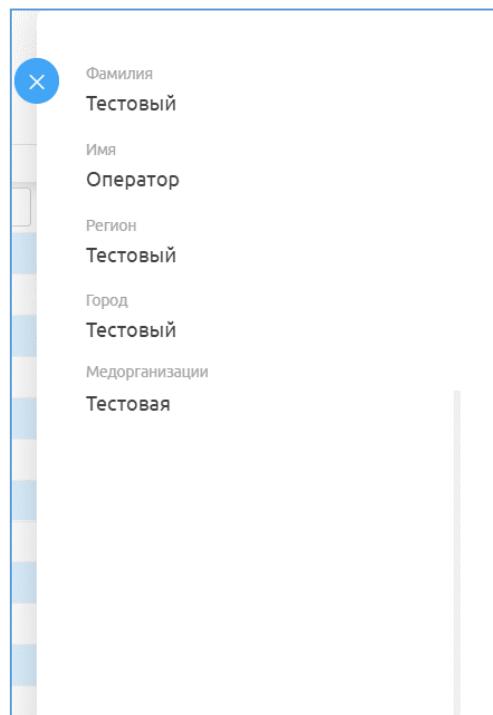 Фамилия
Тестовый
Имя
Оператор
Регион
Тестовый
Город
Тестовый
Медорганизации
Тестовая